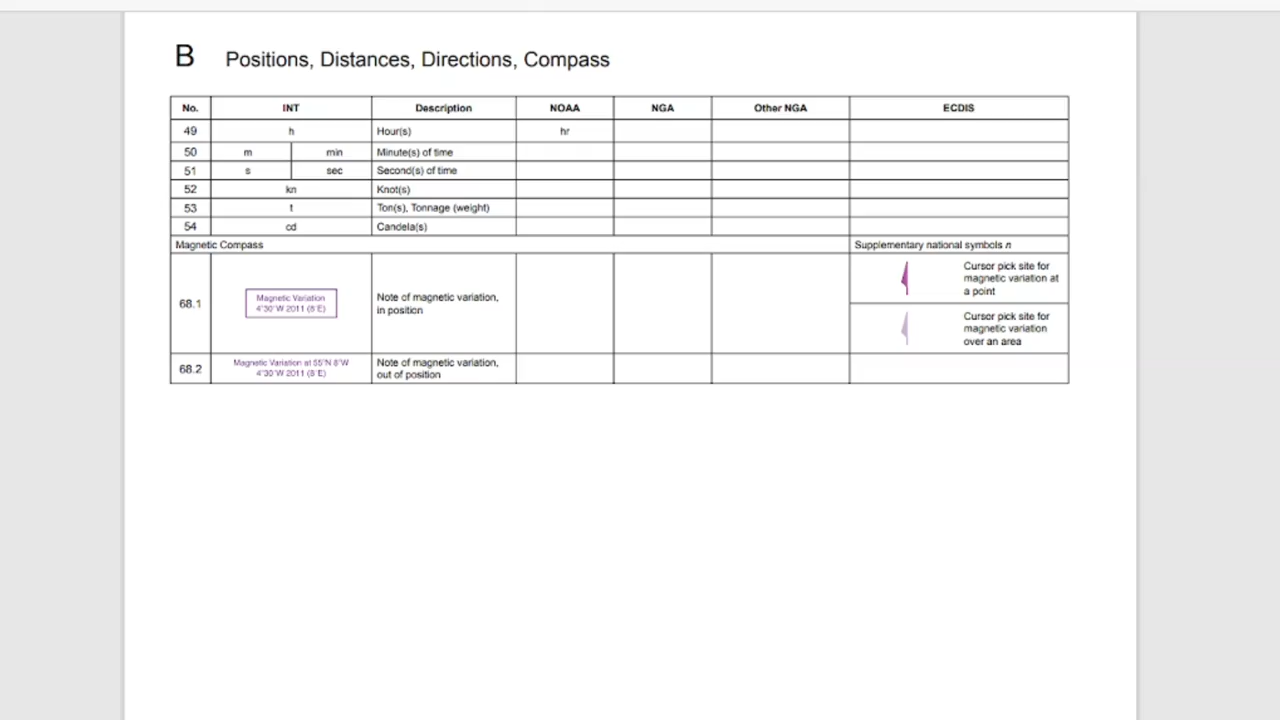 B Positions, Distances, Directions, Compass
No. INT Description NOAA NGA Other NGA ECDIS
49 h Hour(s) hr
50 m min Minute(s) of time
51 s sec Second(s) of time
52 kn Knot(s)
53 t Ton(s), Tonnage (weight)
54 cd Candela(s)
Magnetic Compass Supplementary national symbols n
68.1
Magnetic Variation
4°30'W 2011 (8'E)
Note of magnetic variation,
in position
Cursor pick site for
magnetic variation at
a point
Cursor pick site for
magnetic variation
over an area
68.2
Magnetic Variation at 55°N 8°W
4°30'W 2011 (8'E)
Note of magnetic variation,
out of position